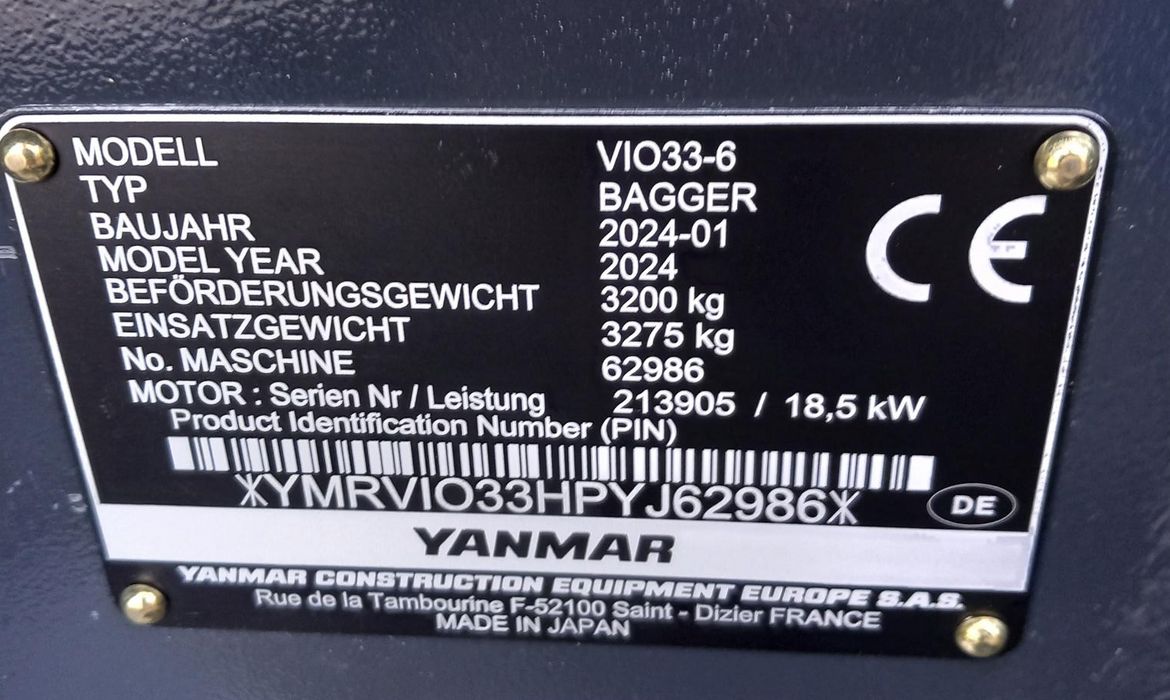 MODELL VIO33-6
TYP BAGGER
BAUJAHR 2024-01
MODEL YEAR 2024
BEFÖRDERUNGSGEWICHT 3200 kg
EINSATZGEWICHT 3275 kg
No. MASCHINE 62986
MOTOR : Serien Nr / Leistung 213905 / 18,5 kW
Product Identification Number (PIN)
*YMRVIO33HPYJ62986*
CE
DE
YANMAR
YANMAR CONSTRUCTION EQUIPMENT EUROPE S.A.S.
Rue de la Tambourine F-52100 Saint - Dizier FRANCE
MADE IN JAPAN